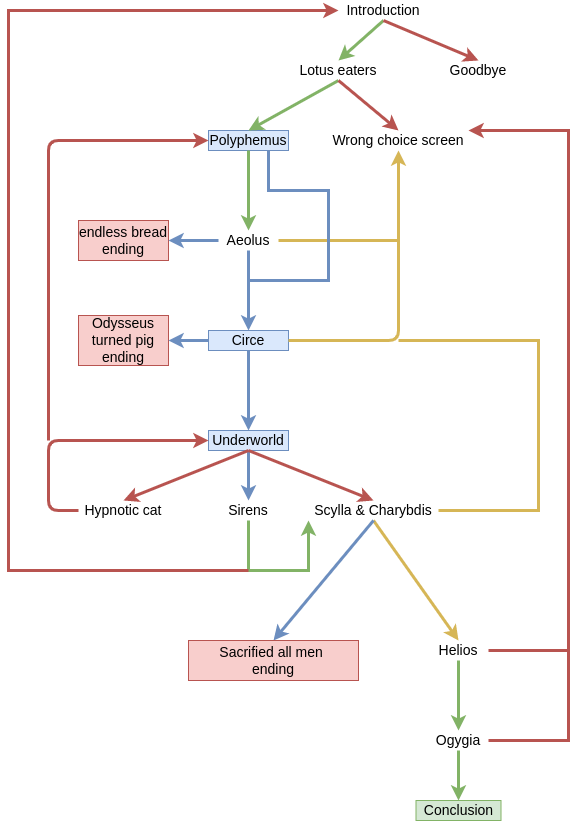 Introduction
Lotus eaters
Goodbye
Polyphemus
Wrong choice screen
endless bread
ending
Aeolus
Odysseus
turned pig
ending
Circe
Underworld
Hypnotic cat
Sirens
Scylla & Charybdis
Sacrified all men
ending
Helios
Ogygia
Conclusion